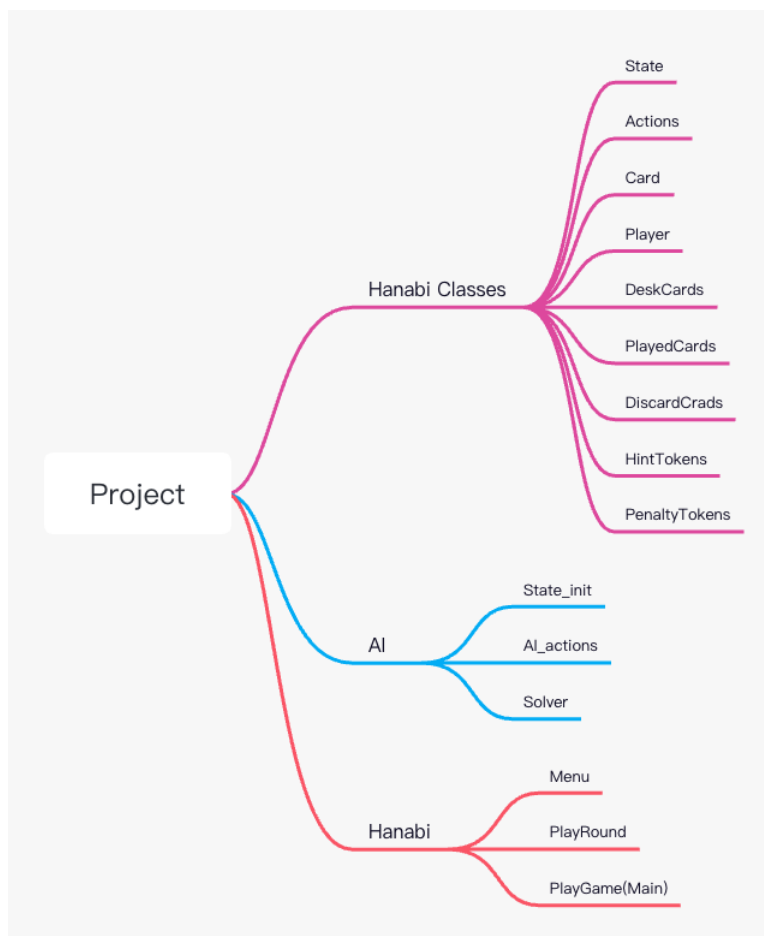 Project
Hanabi Classes
State
Actions
Card
Player
DeskCards
PlayedCards
DiscardCrads
HintTokens
PenaltyTokens
AI
State_init
AI_actions
Solver
Hanabi
Menu
PlayRound
PlayGame(Main)